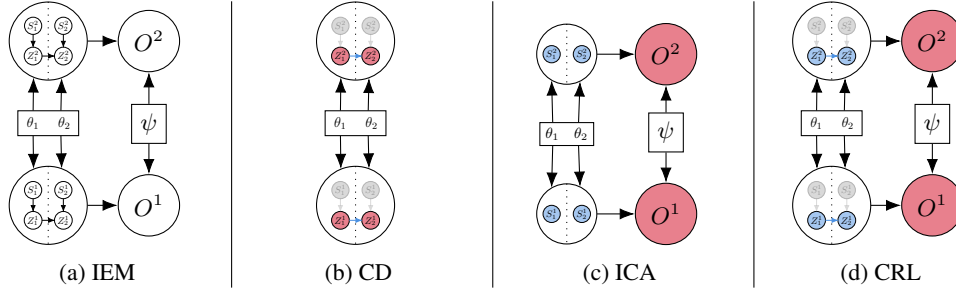 S₁² S₂²
Z₁² Z₂²
O²
θ₁ θ₂
ψ
S₁¹ S₂¹
Z₁¹ Z₂¹
O¹
(a) IEM
S₁² S₂²
Z₁² Z₂²
θ₁ θ₂
S₁¹ S₂¹
Z₁¹ Z₂¹
(b) CD
S₁² S₂²
O²
θ₁ θ₂
ψ
S₁¹ S₂¹
O¹
(c) ICA
S₁² S₂²
Z₁² Z₂²
O²
θ₁ θ₂
ψ
S₁¹ S₂¹
Z₁¹ Z₂¹
O¹
(d) CRL